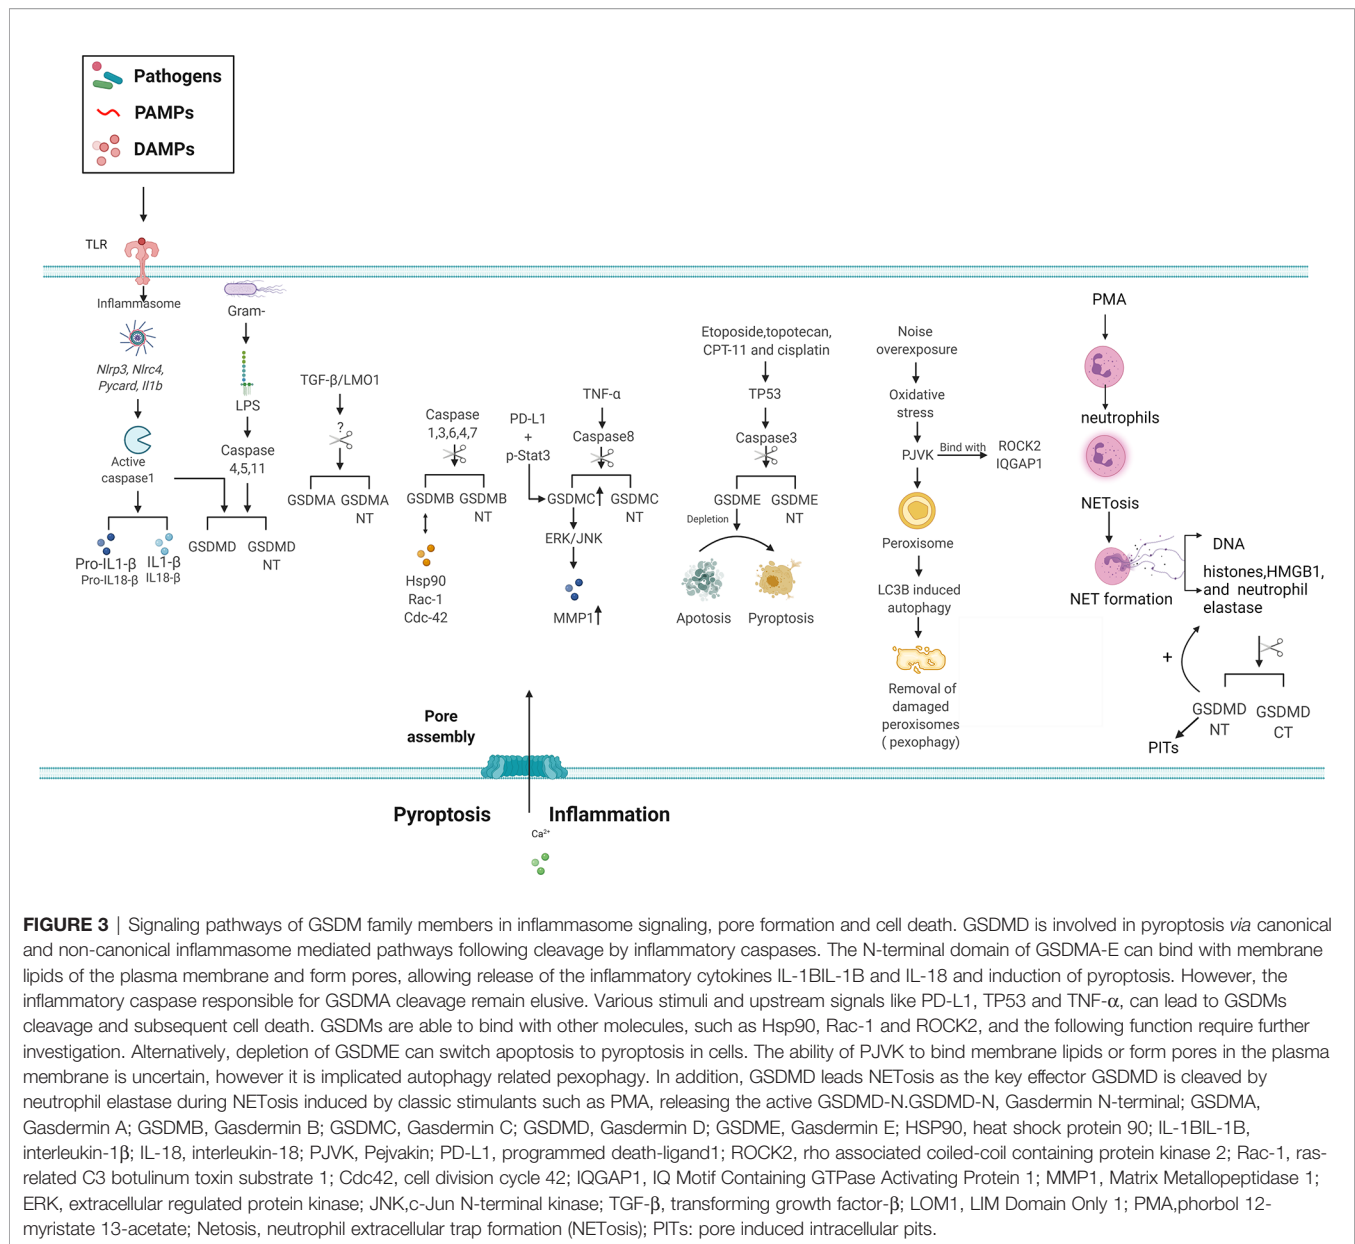 Pathogens
PAMPs
DAMPs
TLR
Inflammasome
Nlrp3, Nlrc4,
Pycard, Il1b
Active
caspase1
Pro-IL1-β
Pro-IL18-β
IL1-β
IL18-β
Gram-
LPS
Caspase
4,5,11
GSDMD
GSDMD
NT
TGF-β/LMO1
?
GSDMA
GSDMA
NT
Caspase
1,3,6,4,7
GSDMB
GSDMB
NT
Hsp90
Rac-1
Cdc-42
PD-L1
+
p-Stat3
TNF-α
Caspase8
GSDMC
GSDMC
NT
ERK/JNK
MMP1
Etoposide,topotecan,
CPT-11 and cisplatin
TP53
Caspase3
GSDME
GSDME
NT
Depletion
Apotosis
Pyroptosis
Noise
overexposure
Oxidative
stress
PJVK
Bind with
ROCK2
IQGAP1
Peroxisome
LC3B induced
autophagy
Removal of
damaged
peroxisomes
( pexophagy)
PMA
neutrophils
NETosis
NET formation
DNA
histones,HMGB1,
and neutrophil
elastase
+
GSDMD
NT
GSDMD
CT
PITs
Pore
assembly
Pyroptosis
Inflammation
Ca2+
FIGURE 3 | Signaling pathways of GSDM family members in inflammasome signaling, pore formation and cell death. GSDMD is involved in pyroptosis via canonical
and non-canonical inflammasome mediated pathways following cleavage by inflammatory caspases. The N-terminal domain of GSDMA-E can bind with membrane
lipids of the plasma membrane and form pores, allowing release of the inflammatory cytokines IL-1BIL-1B and IL-18 and induction of pyroptosis. However, the
inflammatory caspase responsible for GSDMA cleavage remain elusive. Various stimuli and upstream signals like PD-L1, TP53 and TNF-α, can lead to GSDMs
cleavage and subsequent cell death. GSDMs are able to bind with other molecules, such as Hsp90, Rac-1 and ROCK2, and the following function require further
investigation. Alternatively, depletion of GSDME can switch apoptosis to pyroptosis in cells. The ability of PJVK to bind membrane lipids or form pores in the plasma
membrane is uncertain, however it is implicated autophagy related pexophagy. In addition, GSDMD leads NETosis as the key effector GSDMD is cleaved by
neutrophil elastase during NETosis induced by classic stimulants such as PMA, releasing the active GSDMD-N.GSDMD-N, Gasdermin N-terminal; GSDMA,
Gasdermin A; GSDMB, Gasdermin B; GSDMC, Gasdermin C; GSDMD, Gasdermin D; GSDME, Gasdermin E; HSP90, heat shock protein 90; IL-1BIL-1B,
interleukin-1β; IL-18, interleukin-18; PJVK, Pejvakin; PD-L1, programmed death-ligand1; ROCK2, rho associated coiled-coil containing protein kinase 2; Rac-1, ras-
related C3 botulinum toxin substrate 1; Cdc42, cell division cycle 42; IQGAP1, IQ Motif Containing GTPase Activating Protein 1; MMP1, Matrix Metallopeptidase 1;
ERK, extracellular regulated protein kinase; JNK,c-Jun N-terminal kinase; TGF-β, transforming growth factor-β; LOM1, LIM Domain Only 1; PMA,phorbol 12-
myristate 13-acetate; Netosis, neutrophil extracellular trap formation (NETosis); PITs: pore induced intracellular pits.